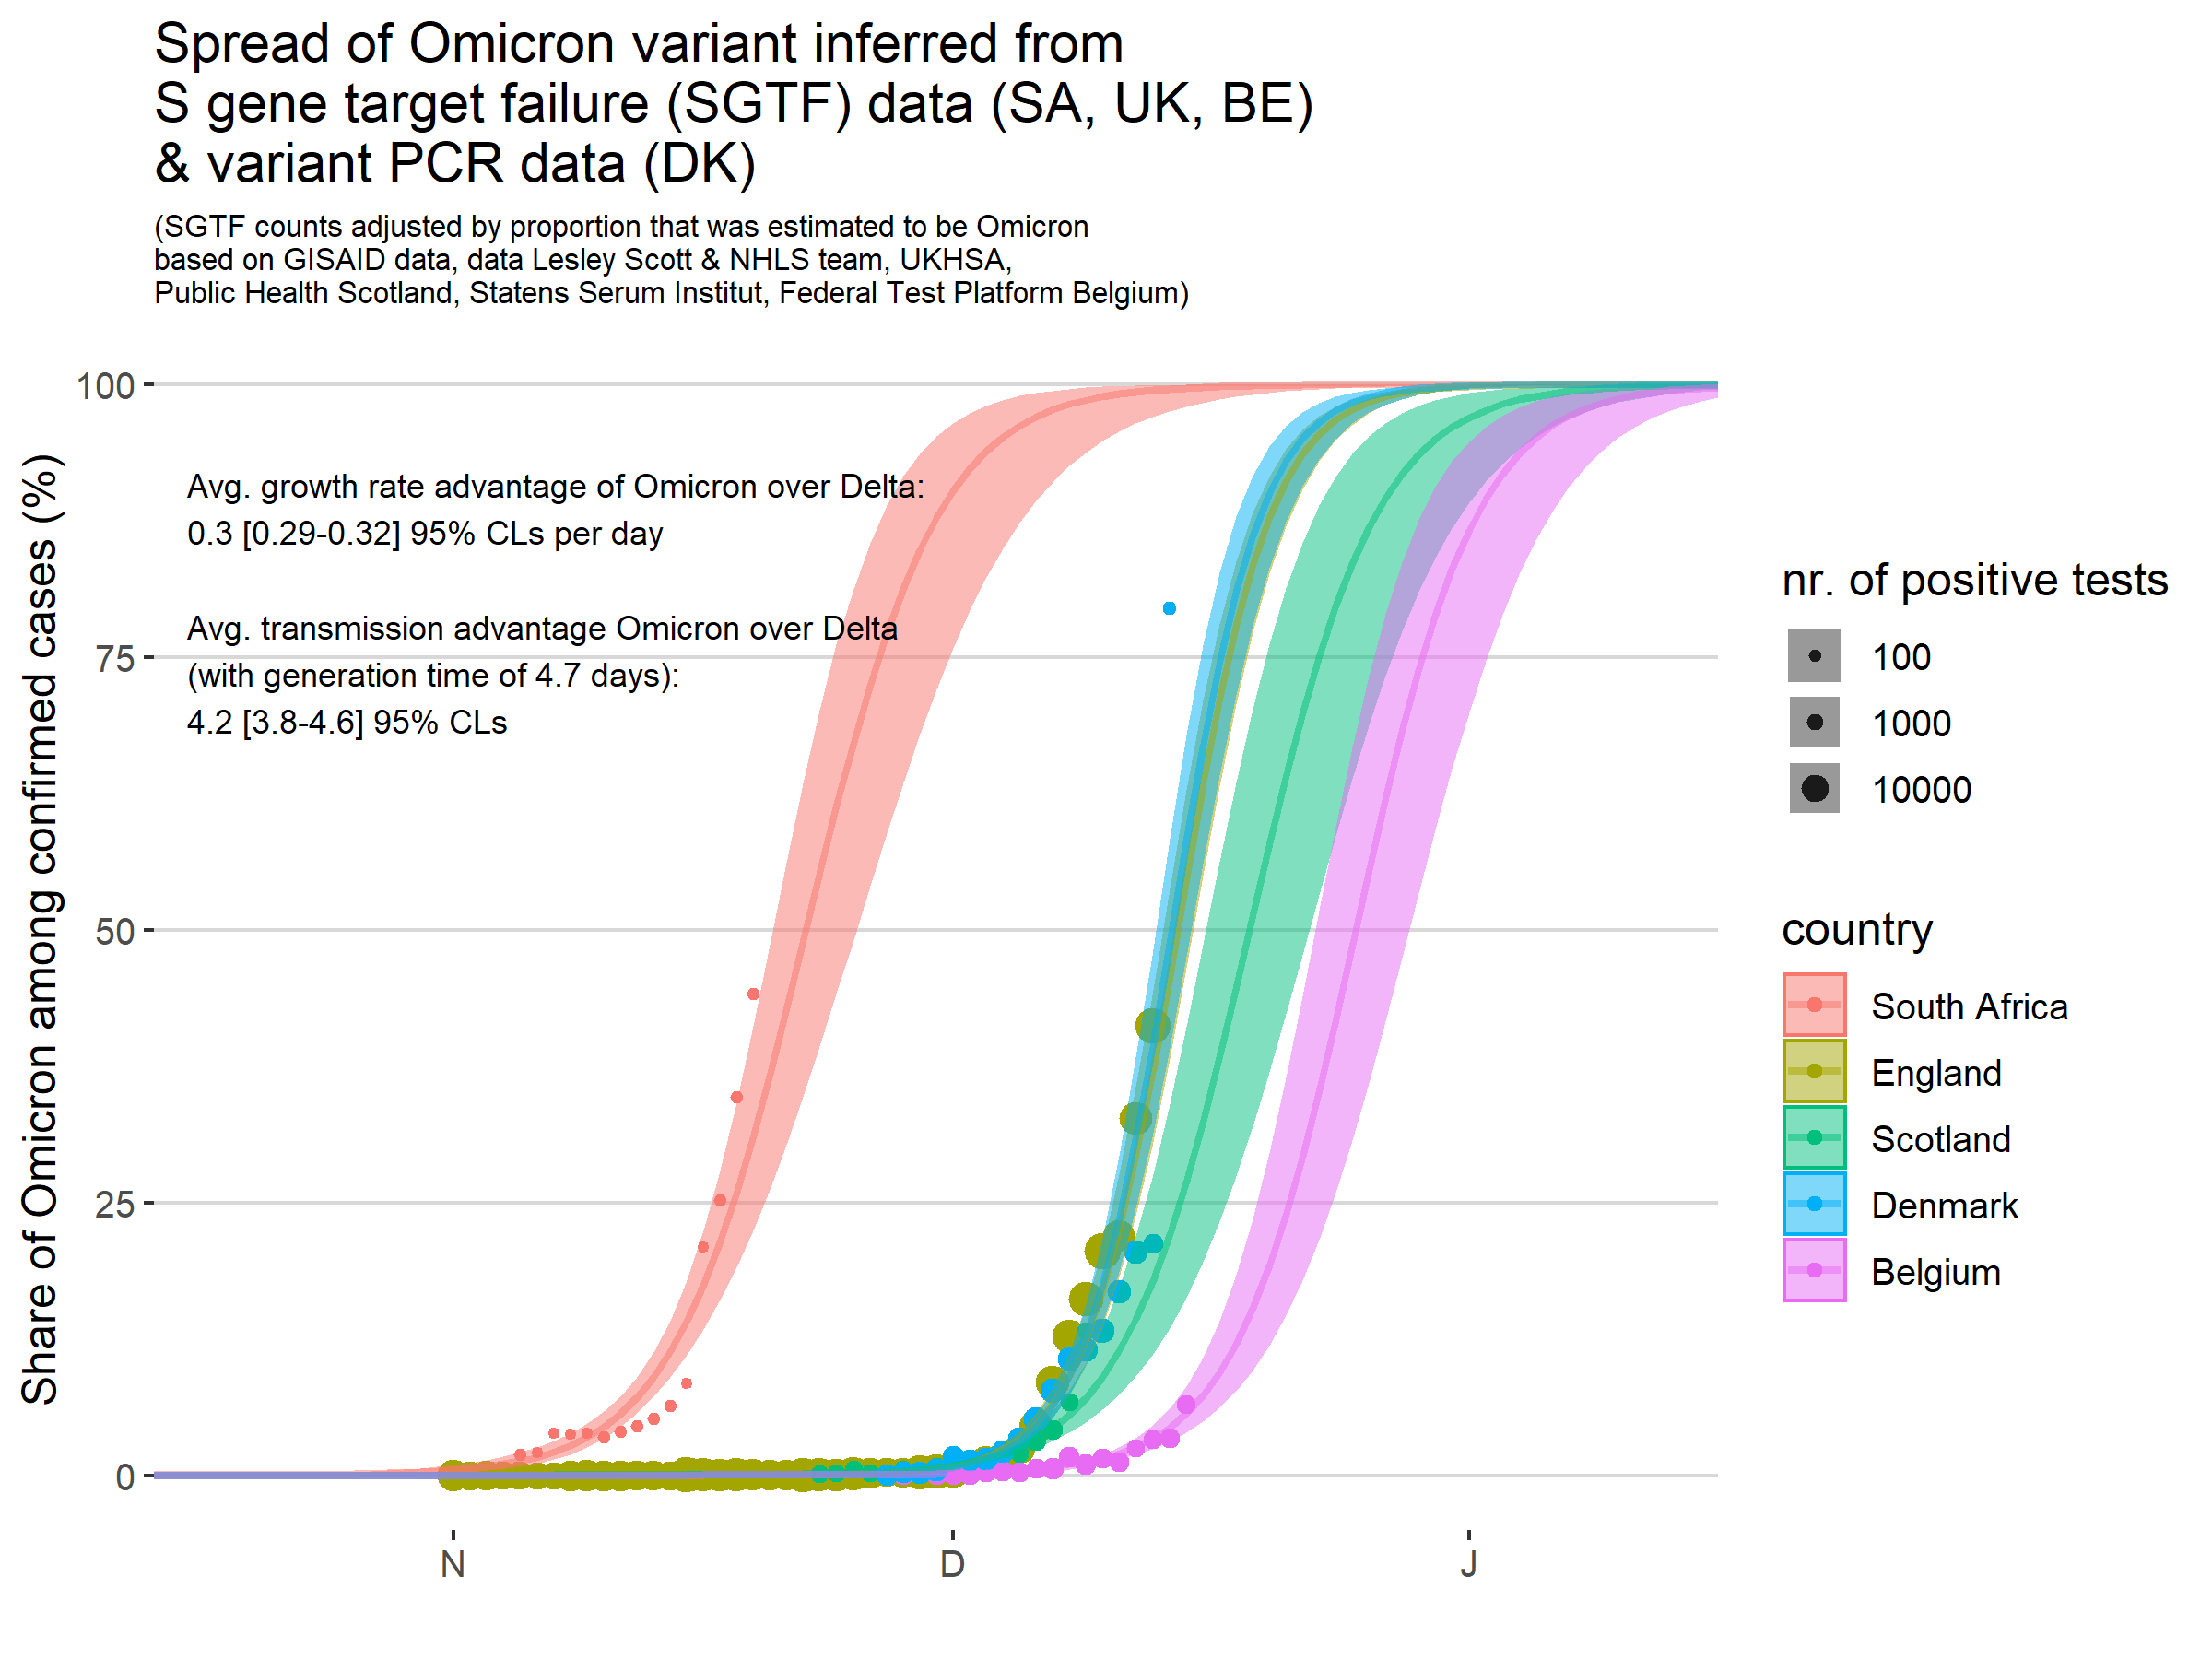 Spread of Omicron variant inferred from
S gene target failure (SGTF) data (SA, UK, BE)
& variant PCR data (DK)
(SGTF counts adjusted by proportion that was estimated to be Omicron
based on GISAID data, data Lesley Scott & NHLS team, UKHSA,
Public Health Scotland, Statens Serum Institut, Federal Test Platform Belgium)
Share of Omicron among confirmed cases (%)
100
75
50
25
0
Avg. growth rate advantage of Omicron over Delta:
0.3 [0.29-0.32] 95% CLs per day
Avg. transmission advantage Omicron over Delta
(with generation time of 4.7 days):
4.2 [3.8-4.6] 95% CLs
N
D
J
nr. of positive tests
100
1000
10000
country
South Africa
England
Scotland
Denmark
Belgium